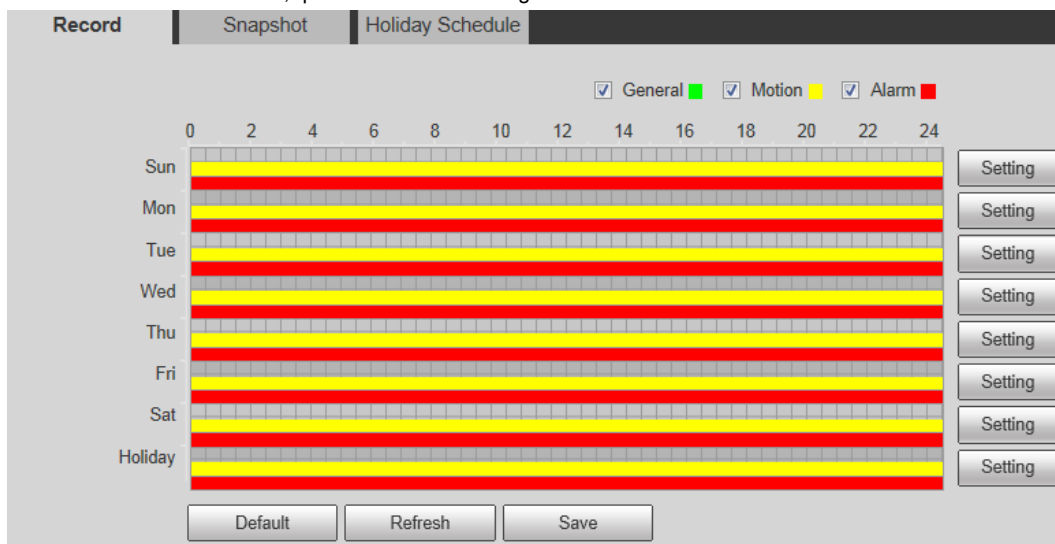 Record Snapshot Holiday Schedule
General Motion Alarm
0 2 4 6 8 10 12 14 16 18 20 22 24
Sun Setting
Mon Setting
Tue Setting
Wed Setting
Thu Setting
Fri Setting
Sat Setting
Holiday Setting
Default Refresh Save